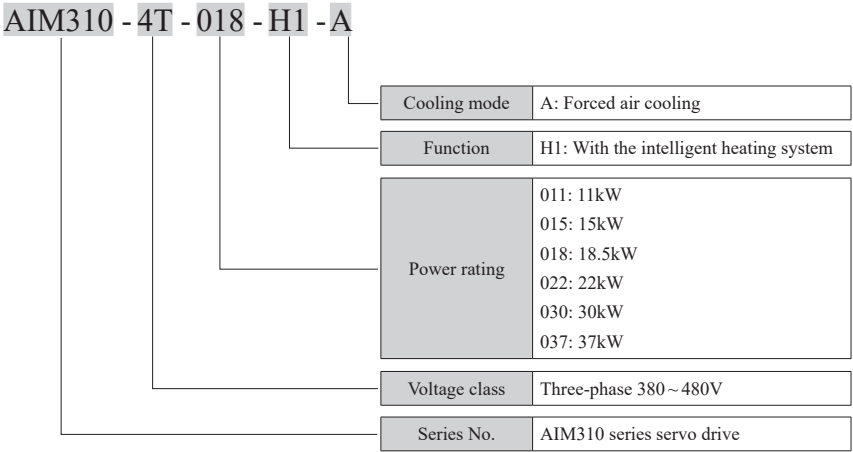 AIM310 - 4T - 018 - H1 - A
Cooling mode A: Forced air cooling
Function H1: With the intelligent heating system
Power rating
011: 11kW
015: 15kW
018: 18.5kW
022: 22kW
030: 30kW
037: 37kW
Voltage class Three-phase 380~480V
Series No. AIM310 series servo drive